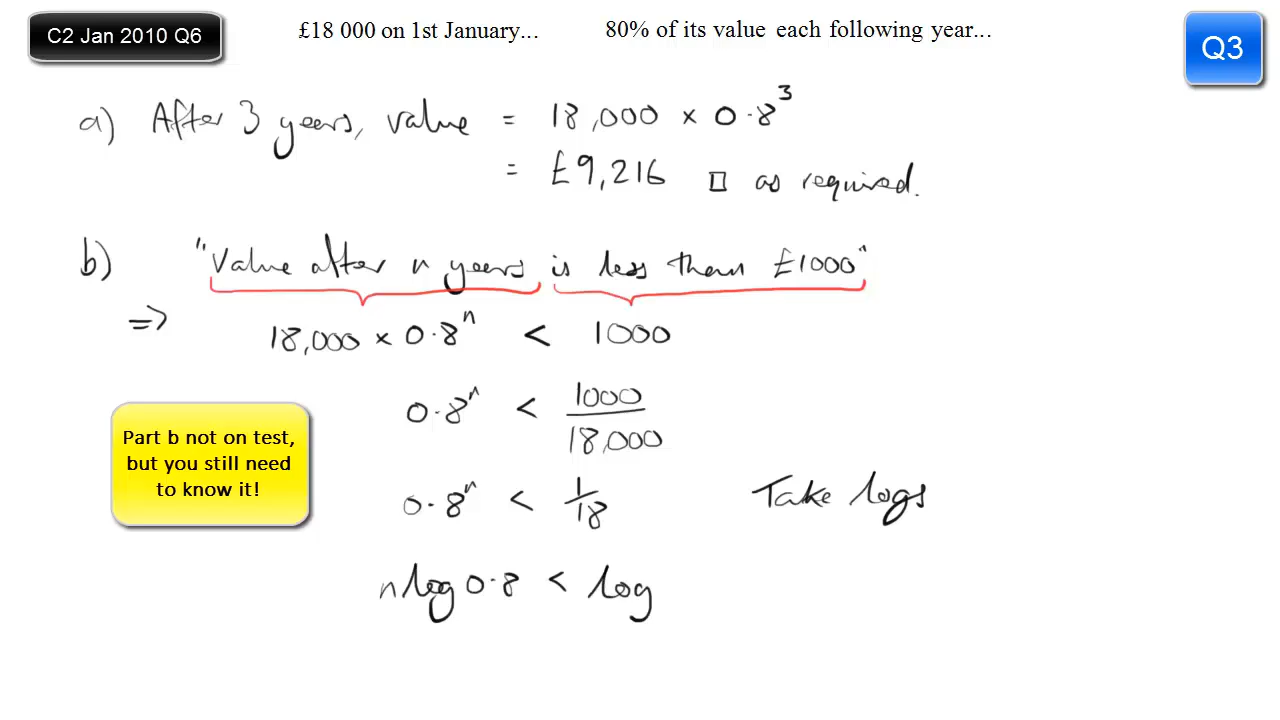 C2 Jan 2010 Q6
£18 000 on 1st January...
80% of its value each following year...
Q3
a) After 3 years, value = 18,000 × 0·8³
= £9,216 □ as required.
b) "Value after n years is less than £1000"
⇒ 18,000 × 0·8ⁿ < 1000
0·8ⁿ < 1000/18,000
0·8ⁿ < 1/18 Take logs
n log 0·8 < log
Part b not on test,
but you still need
to know it!